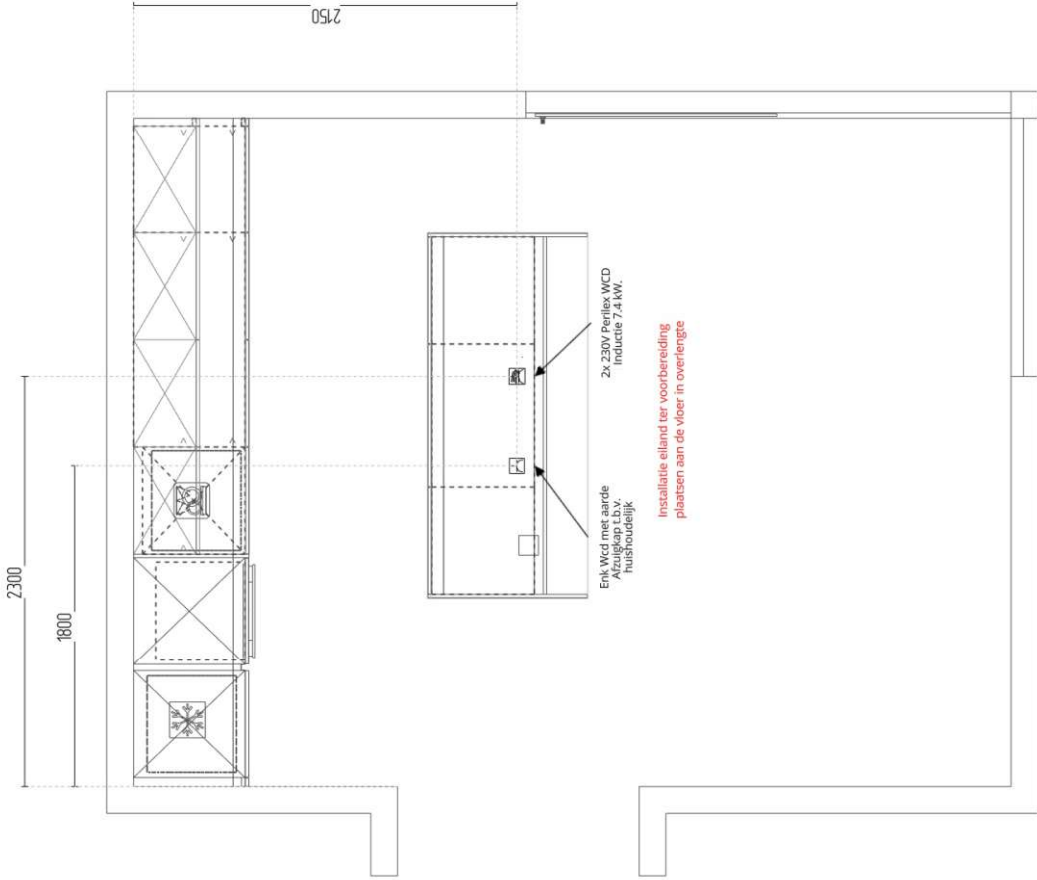 2150
2300
1800
2x 230V Perilex WCD
Inductie 7.4 kW.
Enk Wcd met aarde
Afzuigkap t.b.v.
huishoudelijk
Installatie eiland ter voorbereiding
plaatsen aan de vloer in overlengte